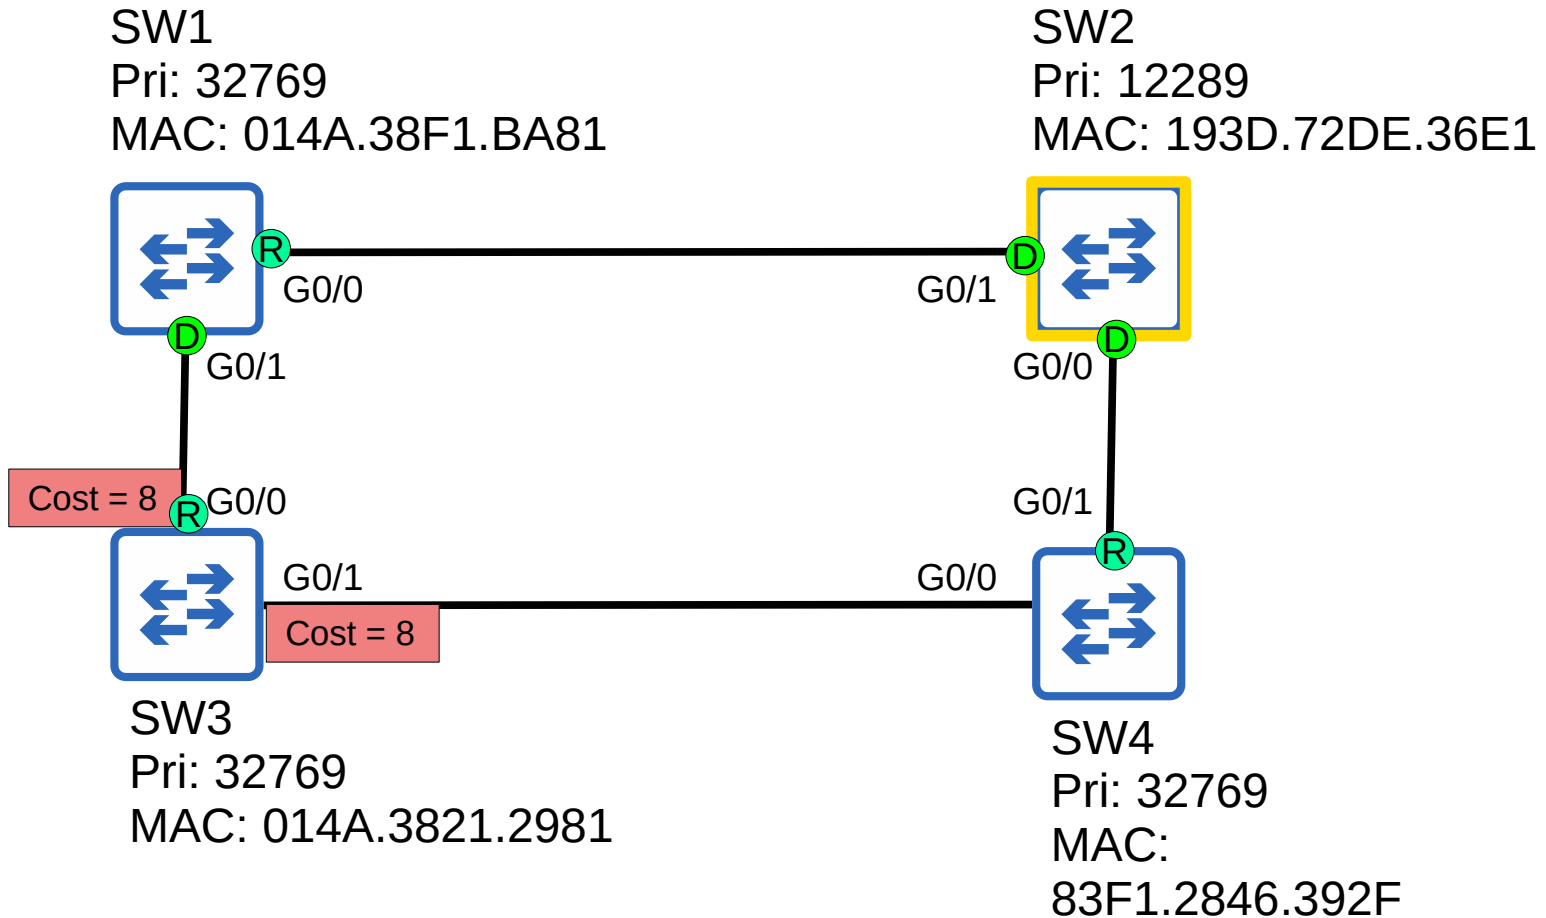 SW1
Pri: 32769
MAC: 014A.38F1.BA81
SW2
Pri: 12289
MAC: 193D.72DE.36E1
R
D
G0/0
G0/1
D
D
G0/1
G0/0
Cost = 8
R
G0/0
G0/1
R
G0/1
G0/0
Cost = 8
SW3
Pri: 32769
MAC: 014A.3821.2981
SW4
Pri: 32769
MAC:
83F1.2846.392F